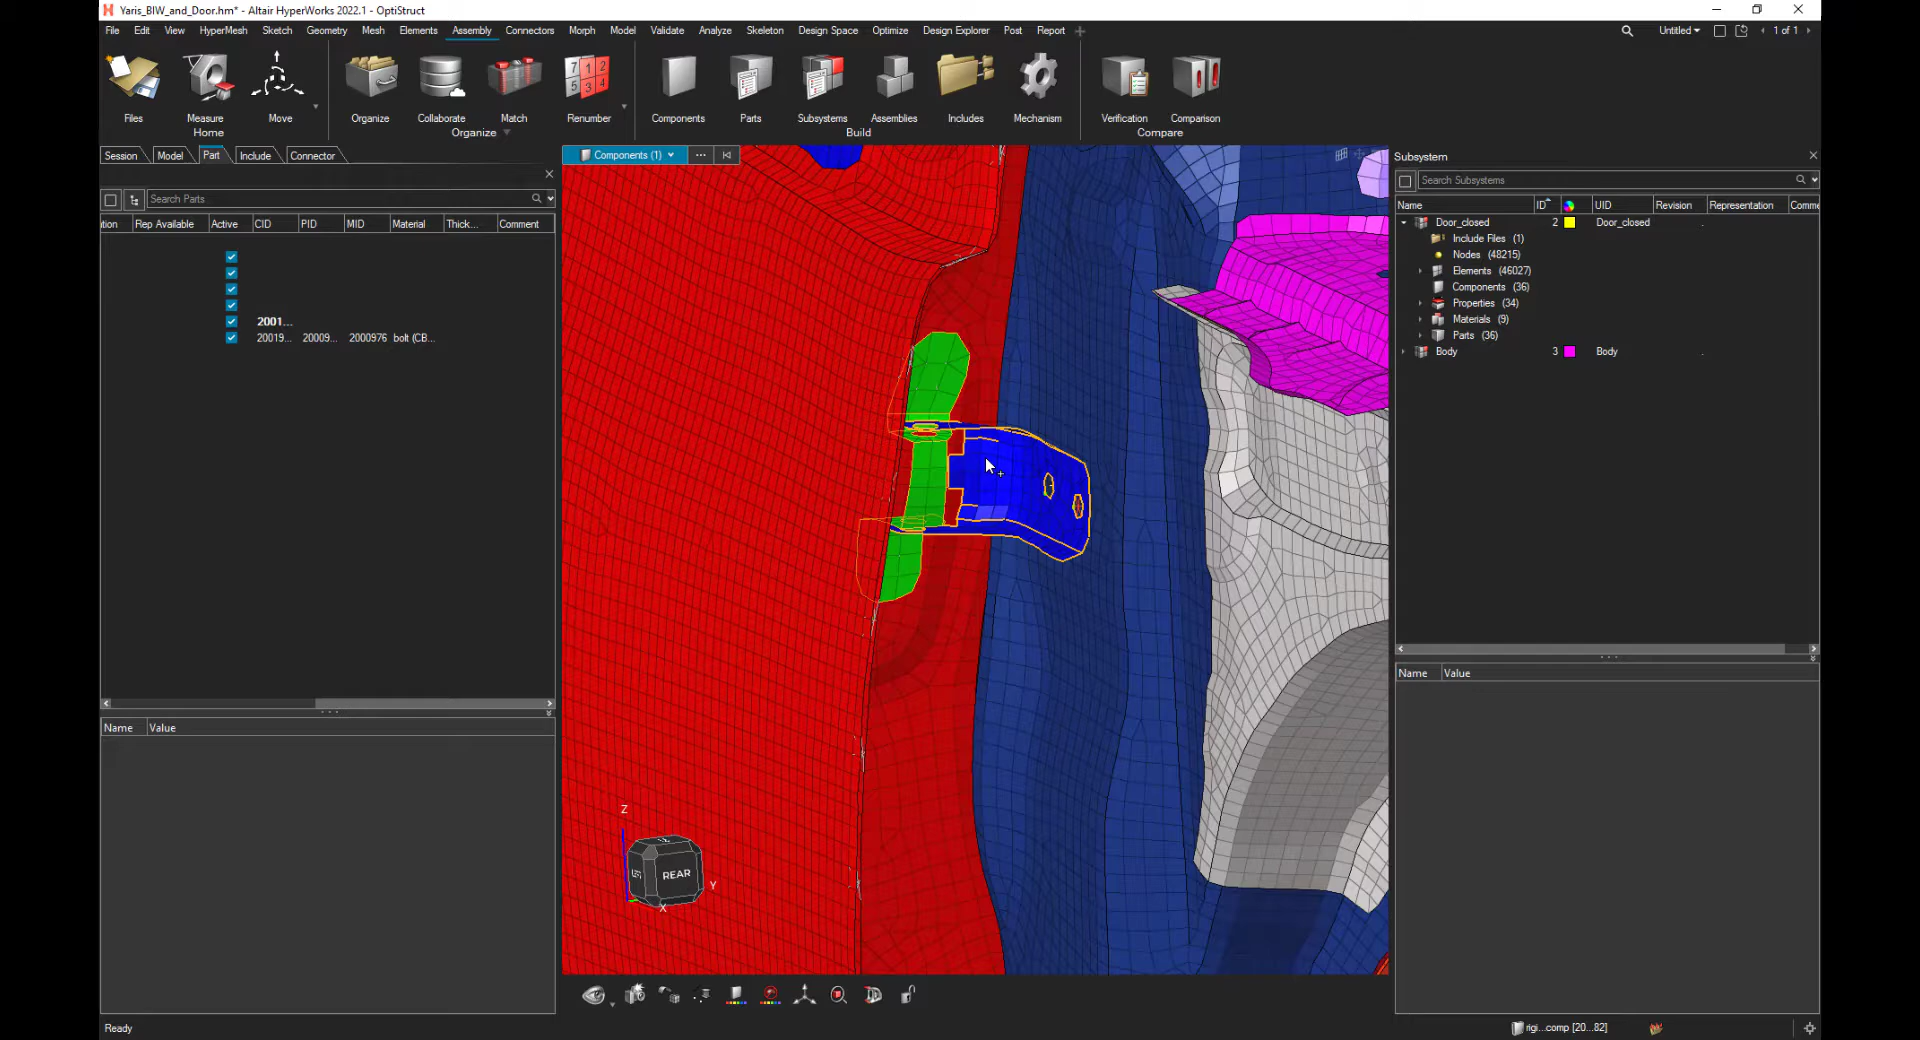 Yaris_BIW_and_Door.hm* - Altair HyperWorks 2022.1 - OptiStruct
File Edit View HyperMesh Sketch Geometry Mesh Elements Assembly Connectors Morph Model Validate Analyze Skeleton Design Space Optimize Design Explorer Post Report Untitled 1 of 1
Files Measure Move Organize Collaborate Match Renumber Components Parts Subsystems Assemblies Includes Mechanism Verification Comparison
Home Organize Build Compare
Session Model Part Include Connector
Components (1)
Subsystem
Search Parts
Search Subsystems
tion Rep Available Active CID PID MID Material Thick... Comment
Name ID UID Revision Representation Comme
Door_closed 2 Door_closed
Include Files (1)
Nodes (48215)
Elements (46027)
Components (36)
Properties (34)
Materials (9)
Parts (36)
Body 3 Body
2001...
20019... 20009... 2000976 bolt (CB...
Name Value
Name Value
Z
REAR
Y
X
Ready
rigi...comp [20...82]